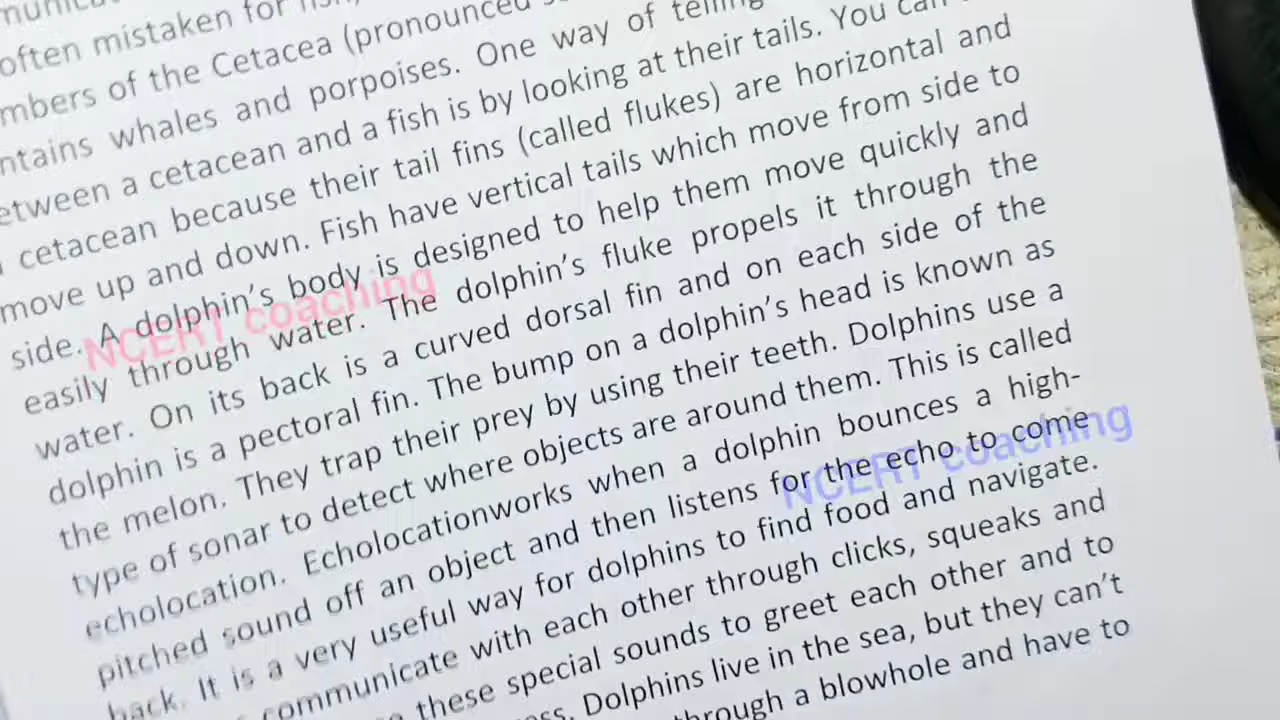 often mistaken for
mbers of the Cetacea (pronounced
ntains whales and porpoises. One way of telling
etween a cetacean and a fish is by looking at their tails. You can
cetacean because their tail fins (called flukes) are horizontal and
move up and down. Fish have vertical tails which move from side to
side. A dolphin's body is designed to help them move quickly and
easily through water. The dolphin's fluke propels it through the
water. On its back is a curved dorsal fin and on each side of the
dolphin is a pectoral fin. The bump on a dolphin's head is known as
the melon. They trap their prey by using their teeth. Dolphins use a
type of sonar to detect where objects are around them. This is called
echolocation. Echolocationworks when a dolphin bounces a high-
pitched sound off an object and then listens for the echo to come
back. It is a very useful way for dolphins to find food and navigate.
communicate with each other through clicks, squeaks and
these special sounds to greet each other and to
ess. Dolphins live in the sea, but they can't
through a blowhole and have to
NCERT coaching
NCERT coaching